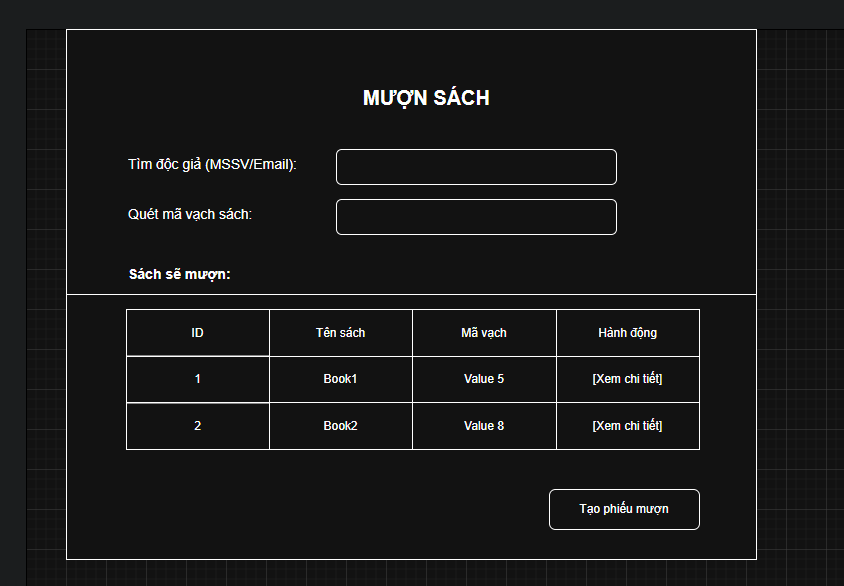 MƯỢN SÁCH
Tìm độc giả (MSSV/Email):
Quét mã vạch sách:
Sách sẽ mượn:
ID Tên sách Mã vạch Hành động
1 Book1 Value 5 [Xem chi tiết]
2 Book2 Value 8 [Xem chi tiết]
Tạo phiếu mượn